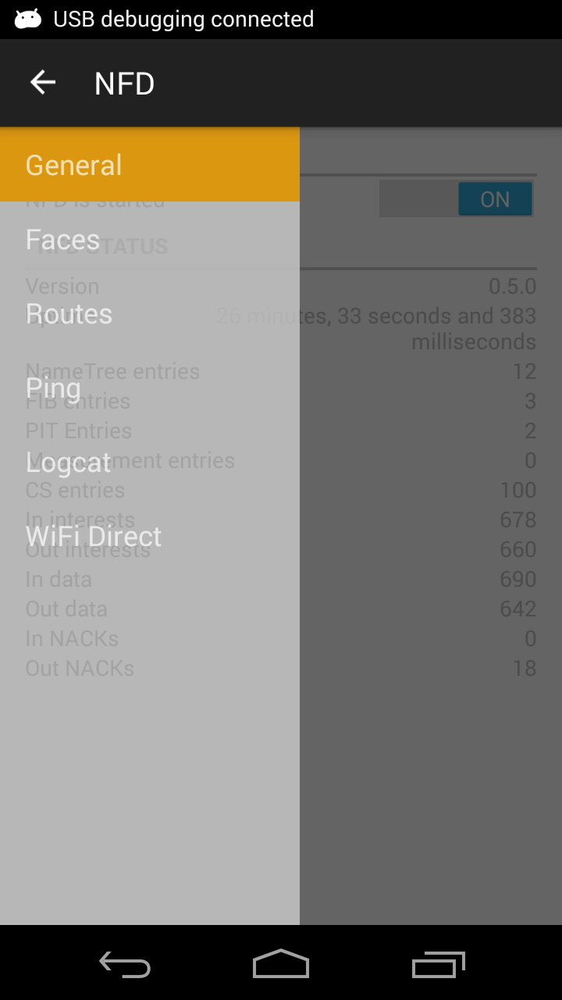 USB debugging connected
NFD
General
NFD is started ON
Faces
NFD STATUS
Version 0.5.0
Routes
26 minutes, 33 seconds and 383
milliseconds
NameTree entries 12
Ping
FIB entries 3
PIT Entries 2
Measurement entries 0
Logcat
CS entries 100
In interests 678
WiFi Direct
Out interests 660
In data 690
Out data 642
In NACKs 0
Out NACKs 18